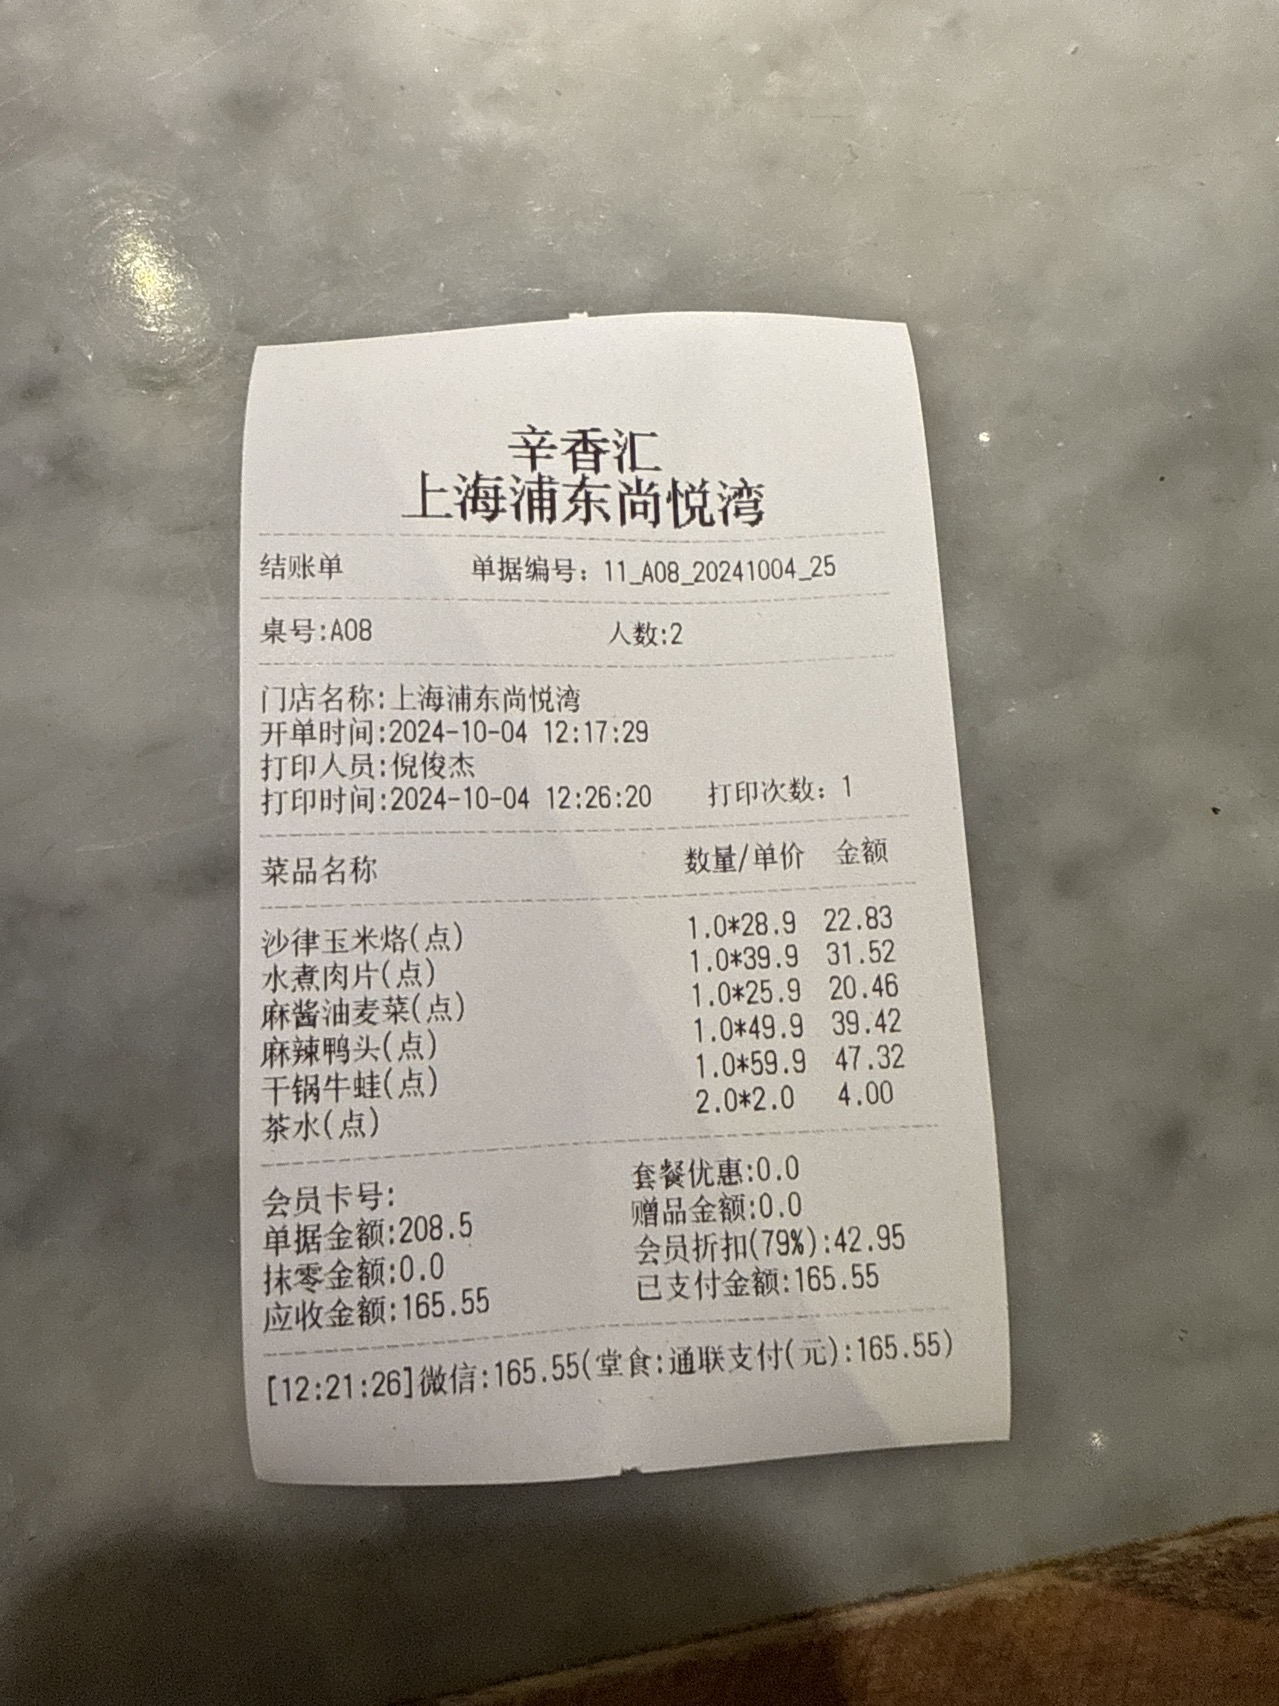 辛香汇
上海浦东尚悦湾
结账单 单据编号：11_A08_20241004_25
桌号:A08 人数:2
门店名称:上海浦东尚悦湾
开单时间:2024-10-04 12:17:29
打印人员:倪俊杰
打印时间:2024-10-04 12:26:20 打印次数：1
菜品名称 数量/单价 金额
沙律玉米烙(点) 1.0*28.9 22.83
水煮肉片(点) 1.0*39.9 31.52
麻酱油麦菜(点) 1.0*25.9 20.46
麻辣鸭头(点) 1.0*49.9 39.42
干锅牛蛙(点) 1.0*59.9 47.32
茶水(点) 2.0*2.0 4.00
会员卡号: 套餐优惠:0.0
单据金额:208.5 赠品金额:0.0
抹零金额:0.0 会员折扣(79%):42.95
应收金额:165.55 已支付金额:165.55
[12:21:26]微信:165.55(堂食:通联支付(元):165.55)